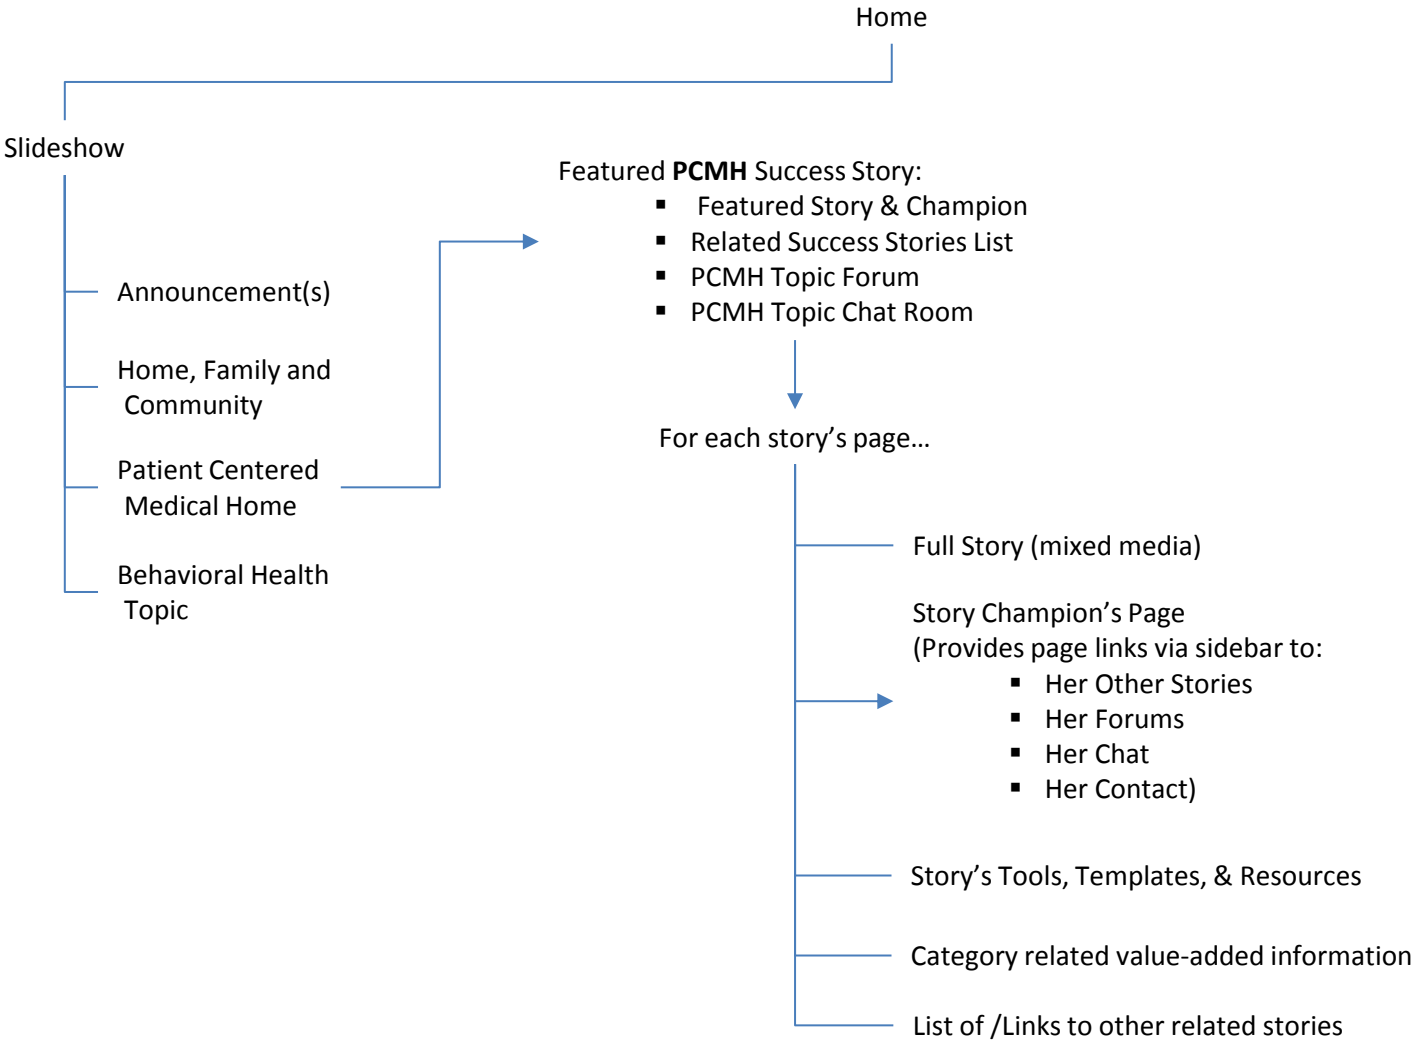 Home
Slideshow
Announcement(s)
Home, Family and
Community
Patient Centered
Medical Home
Behavioral Health
Topic
Featured PCMH Success Story:
▪ Featured Story & Champion
▪ Related Success Stories List
▪ PCMH Topic Forum
▪ PCMH Topic Chat Room
For each story’s page…
Full Story (mixed media)
Story Champion’s Page
(Provides page links via sidebar to:
▪ Her Other Stories
▪ Her Forums
▪ Her Chat
▪ Her Contact)
Story’s Tools, Templates, & Resources
Category related value-added information
List of /Links to other related stories